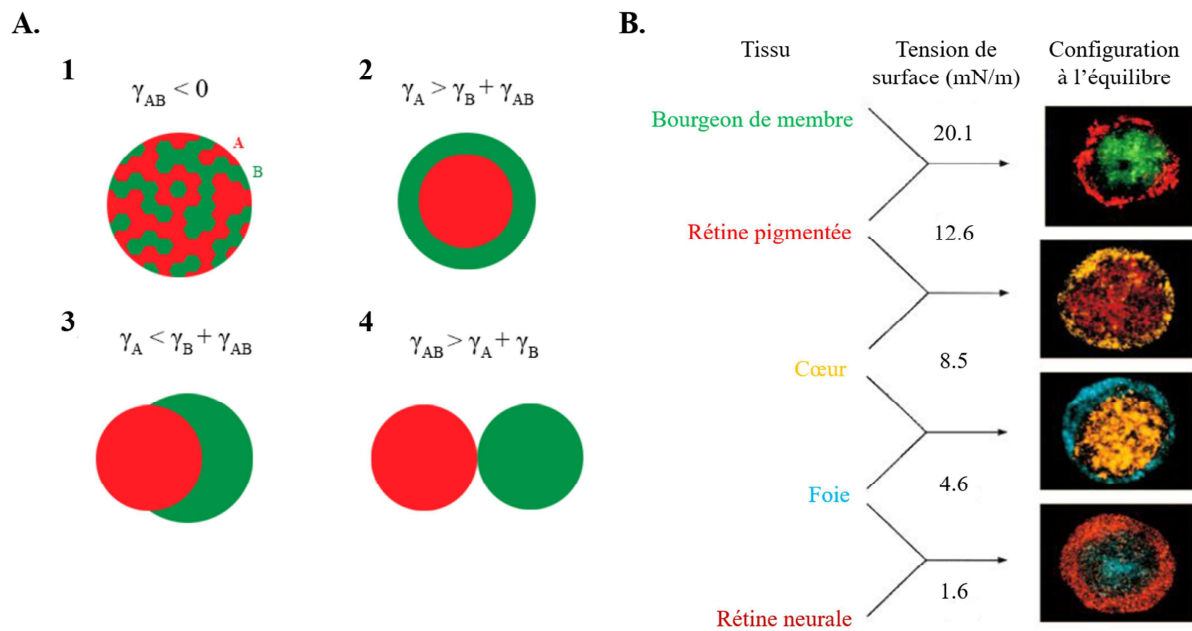 A.
1
γAB < 0
A
B
2
γA > γB + γAB
3
γA < γB + γAB
4
γAB > γA + γB
B.
Tissu
Tension de
surface (mN/m)
Configuration
à l'équilibre
Bourgeon de membre
20.1
Rétine pigmentée
12.6
Cœur
8.5
Foie
4.6
Rétine neurale
1.6